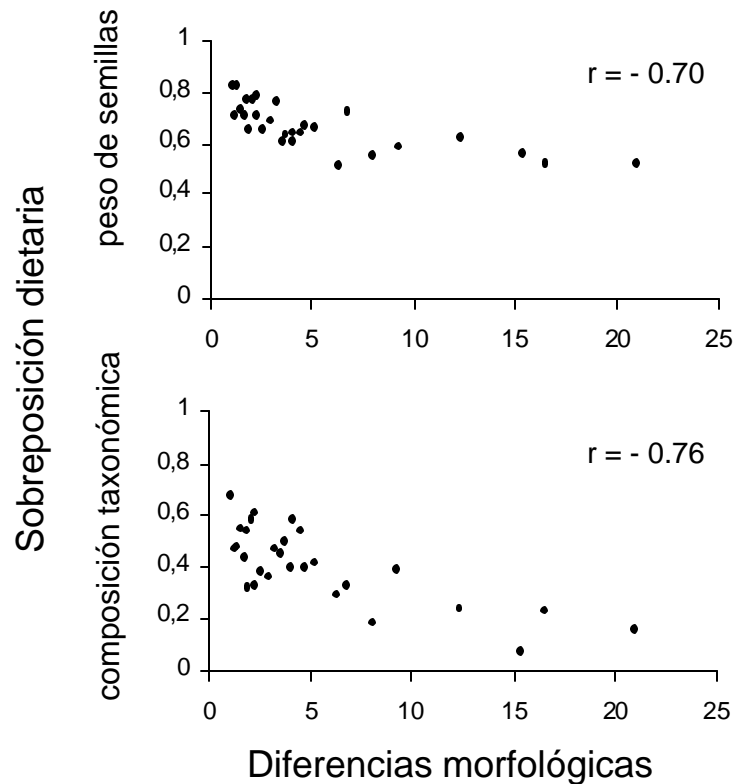 Sobreposición dietaria
peso de semillas
1
0,8
0,6
0,4
0,2
0
r = - 0.70
0 5 10 15 20 25
composición taxonómica
1
0,8
0,6
0,4
0,2
0
r = - 0.76
0 5 10 15 20 25
Diferencias morfológicas